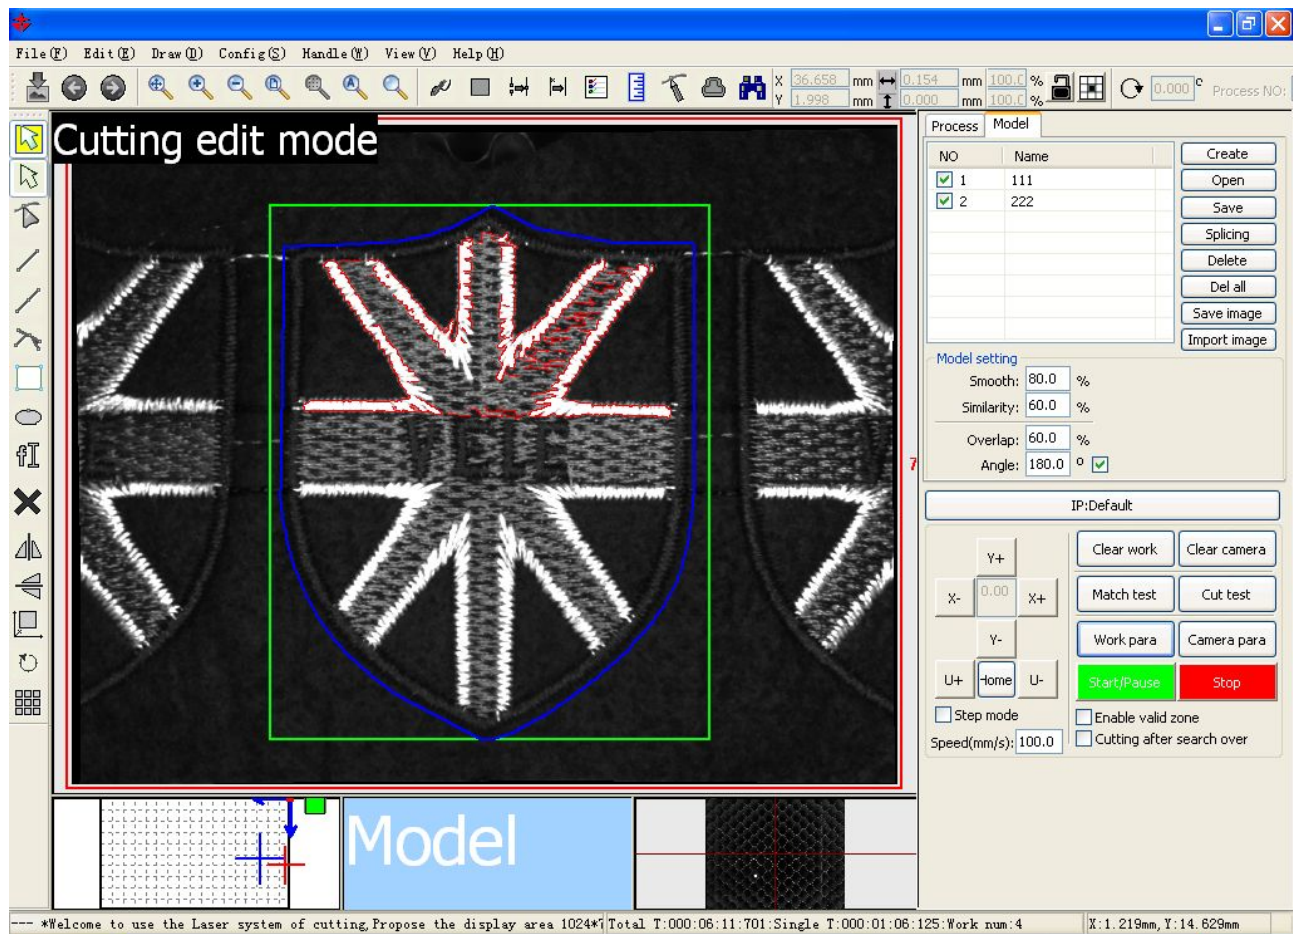 File(F) Edit(E) Draw(D) Config(S) Handle(W) View(V) Help(H)
X 36.658 mm 0.154 mm 100.0 % 0.000 ° Process NO:
Y 1.998 mm 0.000 mm 100.0 %
Cutting edit mode
Process Model
NO Name
1 111
2 222
Create
Open
Save
Splicing
Delete
Del all
Save image
Import image
Model setting
Smooth: 80.0 %
Similarity: 60.0 %
Overlap: 60.0 %
Angle: 180.0 °
7
IP:Default
Y+
X- 0.00 X+
Y-
U+ Home U-
Clear work Clear camera
Match test Cut test
Work para Camera para
Start/Pause Stop
Step mode
Speed(mm/s): 100.0
Enable valid zone
Cutting after search over
Model
--- *Welcome to use the Laser system of cutting,Propose the display area 1024*7 Total T:000:06:11:701:Single T:000:01:06:125:Work num:4 X:1.219mm,Y:14.629mm